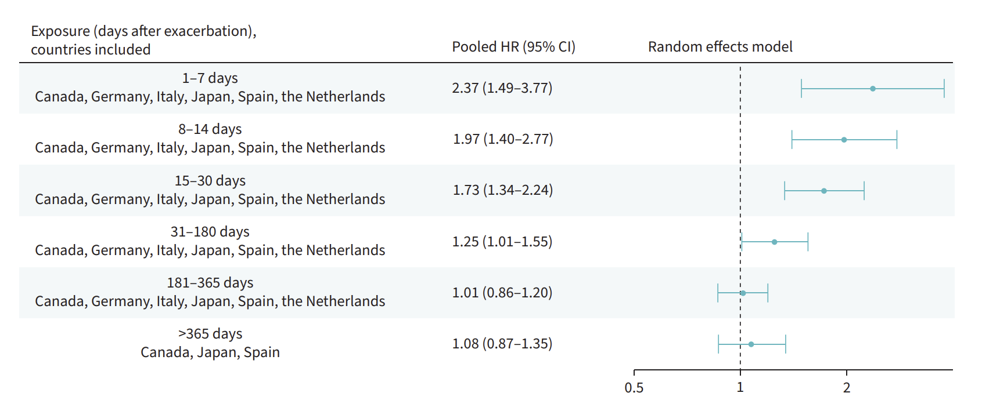 Exposure (days after exacerbation),
countries included
Pooled HR (95% CI)
Random effects model
1–7 days
Canada, Germany, Italy, Japan, Spain, the Netherlands
2.37 (1.49–3.77)
8–14 days
Canada, Germany, Italy, Japan, Spain, the Netherlands
1.97 (1.40–2.77)
15–30 days
Canada, Germany, Italy, Japan, Spain, the Netherlands
1.73 (1.34–2.24)
31–180 days
Canada, Germany, Italy, Japan, Spain, the Netherlands
1.25 (1.01–1.55)
181–365 days
Canada, Germany, Italy, Japan, Spain, the Netherlands
1.01 (0.86–1.20)
>365 days
Canada, Japan, Spain
1.08 (0.87–1.35)
0.5 1 2